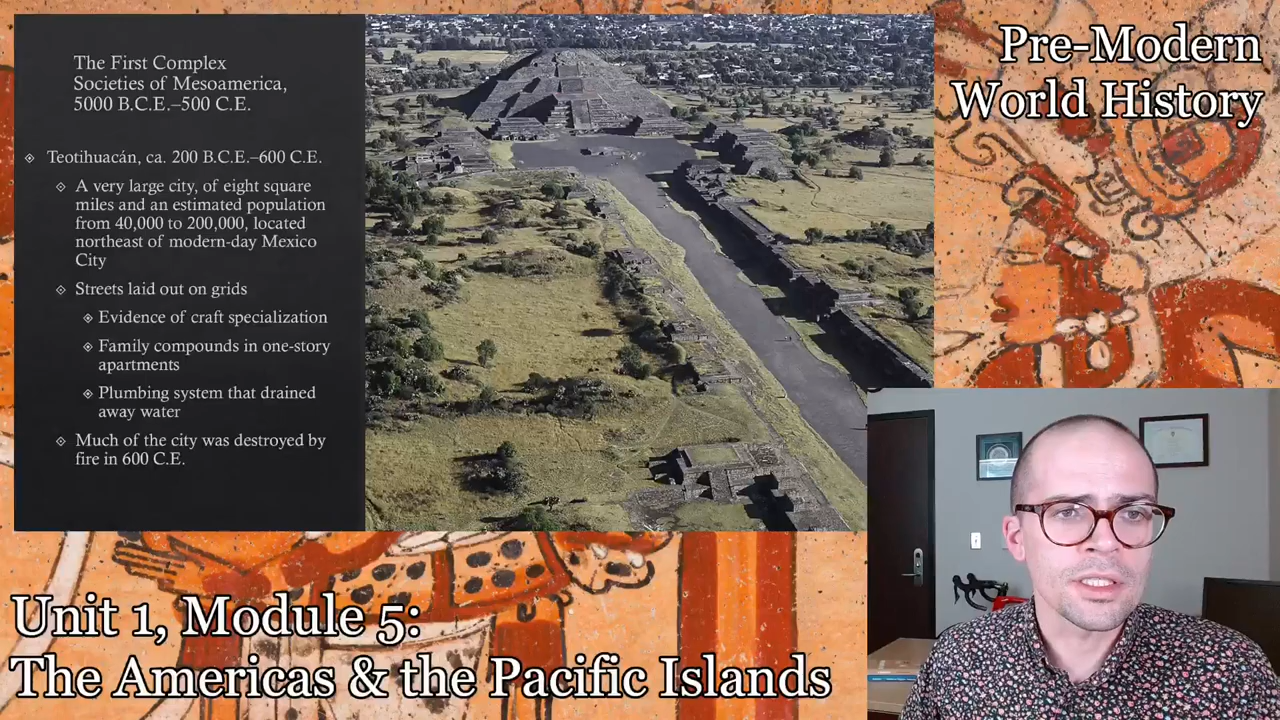 The First Complex
Societies of Mesoamerica,
5000 B.C.E.–500 C.E.
Teotihuacán, ca. 200 B.C.E.–600 C.E.
A very large city, of eight square
miles and an estimated population
from 40,000 to 200,000, located
northeast of modern-day Mexico
City
Streets laid out on grids
Evidence of craft specialization
Family compounds in one-story
apartments
Plumbing system that drained
away water
Much of the city was destroyed by
fire in 600 C.E.
Pre-Modern
World History
Unit 1, Module 5:
The Americas & the Pacific Islands